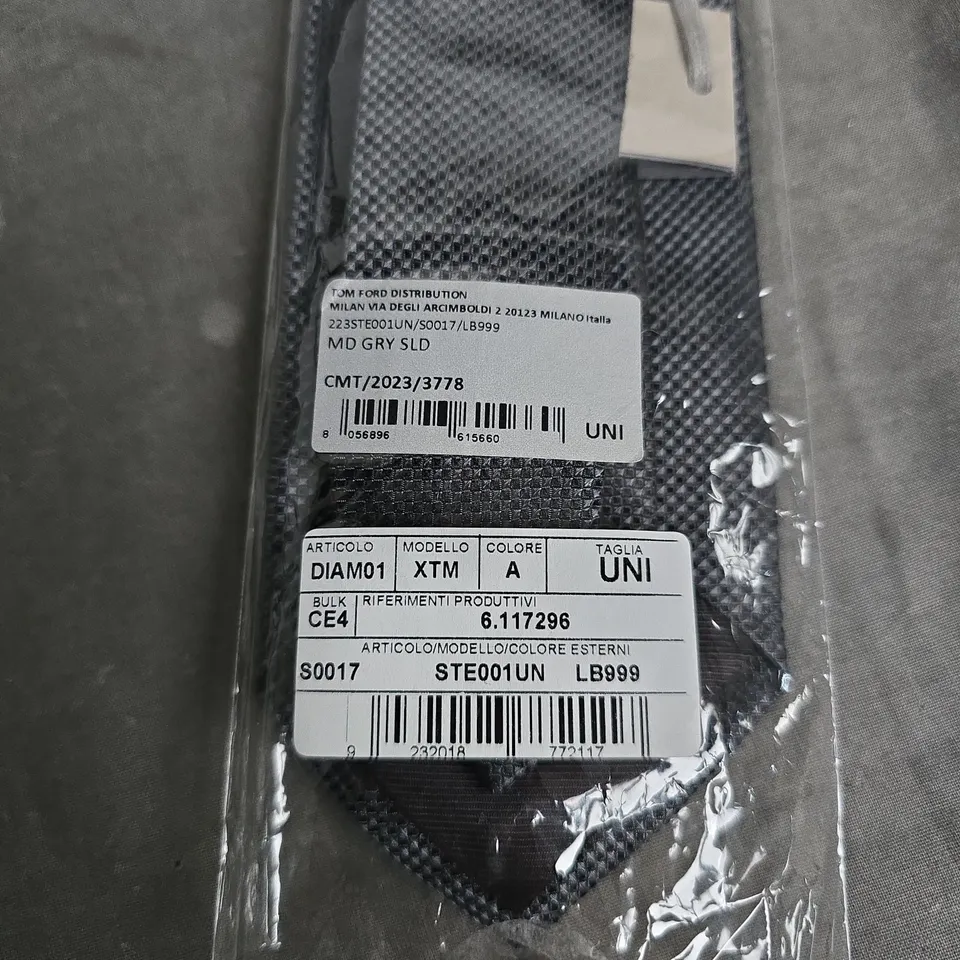 TOM FORD DISTRIBUTION
MILAN VIA DEGLI ARCIMBOLDI 2 20123 MILANO Italia
223STE001UN/S0017/LB999
MD GRY SLD
CMT/2023/3778
8 056896 615660 UNI
ARTICOLO MODELLO COLORE TAGLIA
DIAM01 XTM A UNI
BULK RIFERIMENTI PRODUTTIVI
CE4 6.117296
ARTICOLO/MODELLO/COLORE ESTERNI
S0017 STE001UN LB999
9 232018 772117